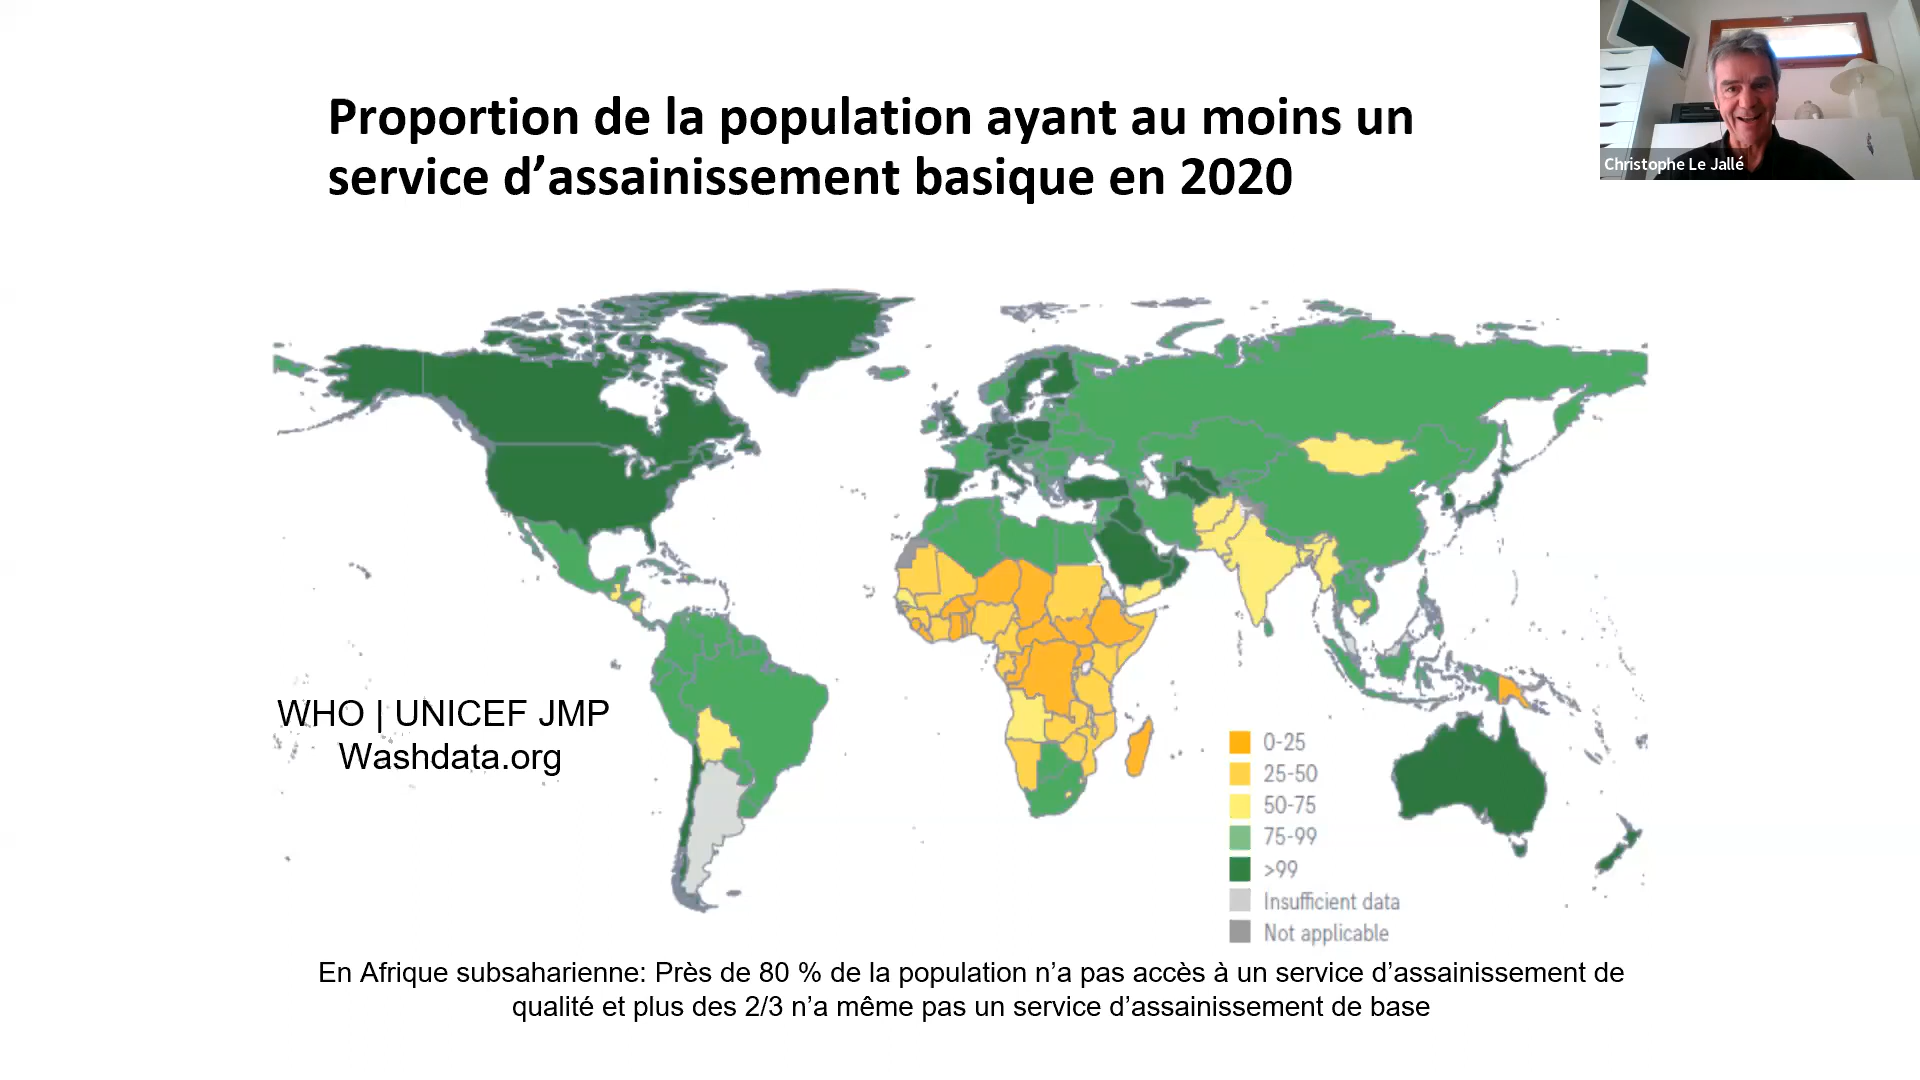 Proportion de la population ayant au moins un
service d’assainissement basique en 2020
Christophe Le Jallé
WHO | UNICEF JMP
Washdata.org
0-25
25-50
50-75
75-99
>99
Insufficient data
Not applicable
En Afrique subsaharienne: Près de 80 % de la population n’a pas accès à un service d’assainissement de
qualité et plus des 2/3 n’a même pas un service d’assainissement de base